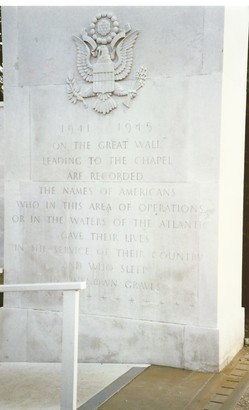 1941 1945
ON THE GREAT WALL
LEADING TO THE CHAPEL
ARE RECORDED
THE NAMES OF AMERICANS
WHO IN THIS AREA OF OPERATIONS
OR IN THE WATERS OF THE ATLANTIC
GAVE THEIR LIVES
IN THE SERVICE OF THEIR COUNTRY
AND WHO SLEEP
GRAVES